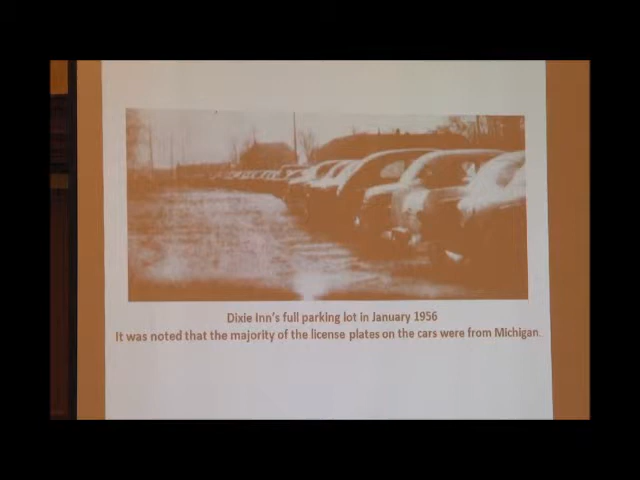 Dixie Inn's full parking lot in January 1956
It was noted that the majority of the license plates on the cars were from Michigan.